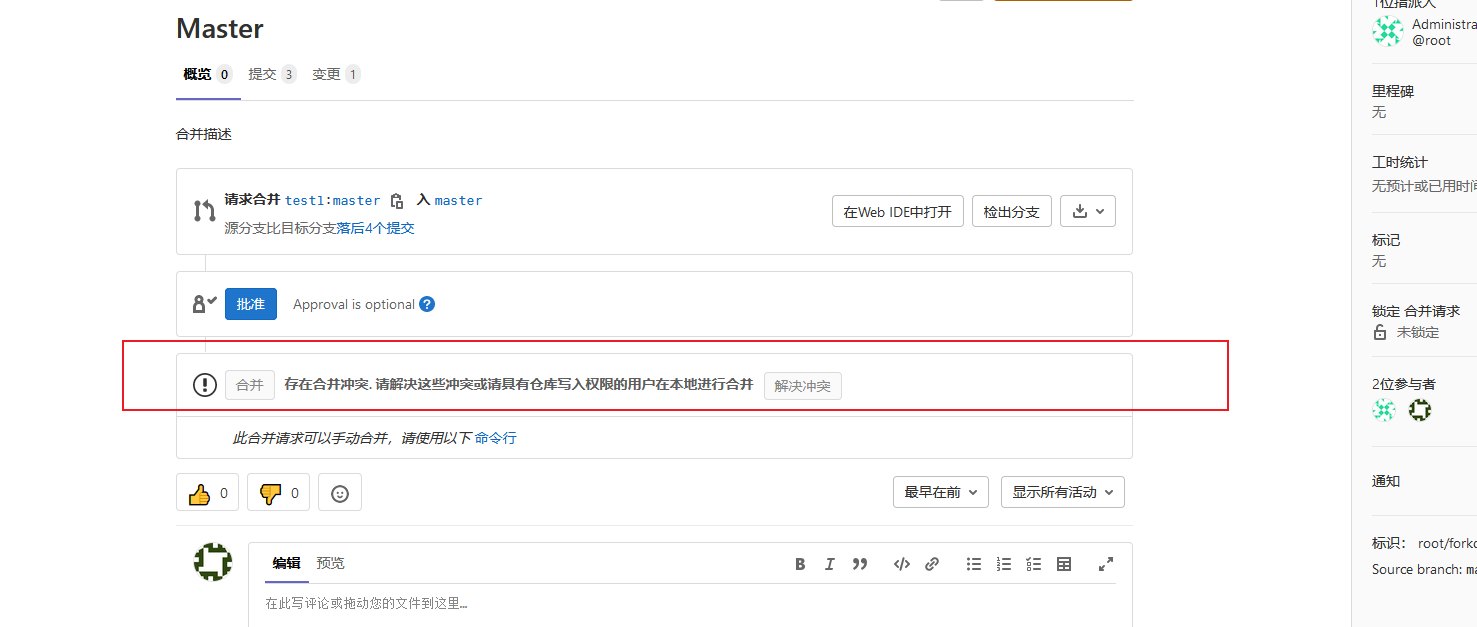 Master
概览 0 提交 3 变更 1
合并描述
请求合并 test1:master 入 master
源分支比目标分支落后4个提交
在Web IDE中打开 检出分支
批准 Approval is optional ?
合并 存在合并冲突. 请解决这些冲突或请具有仓库写入权限的用户在本地进行合并 解决冲突
此合并请求可以手动合并，请使用以下 命令行
0 0
最早在前 显示所有活动
编辑 预览
在此写评论或拖动您的文件到这里…
1位指派人
Administra
@root
里程碑
无
工时统计
无预计或已用时间
标记
无
锁定 合并请求
未锁定
2位参与者
通知
标识： root/forkd
Source branch: ma